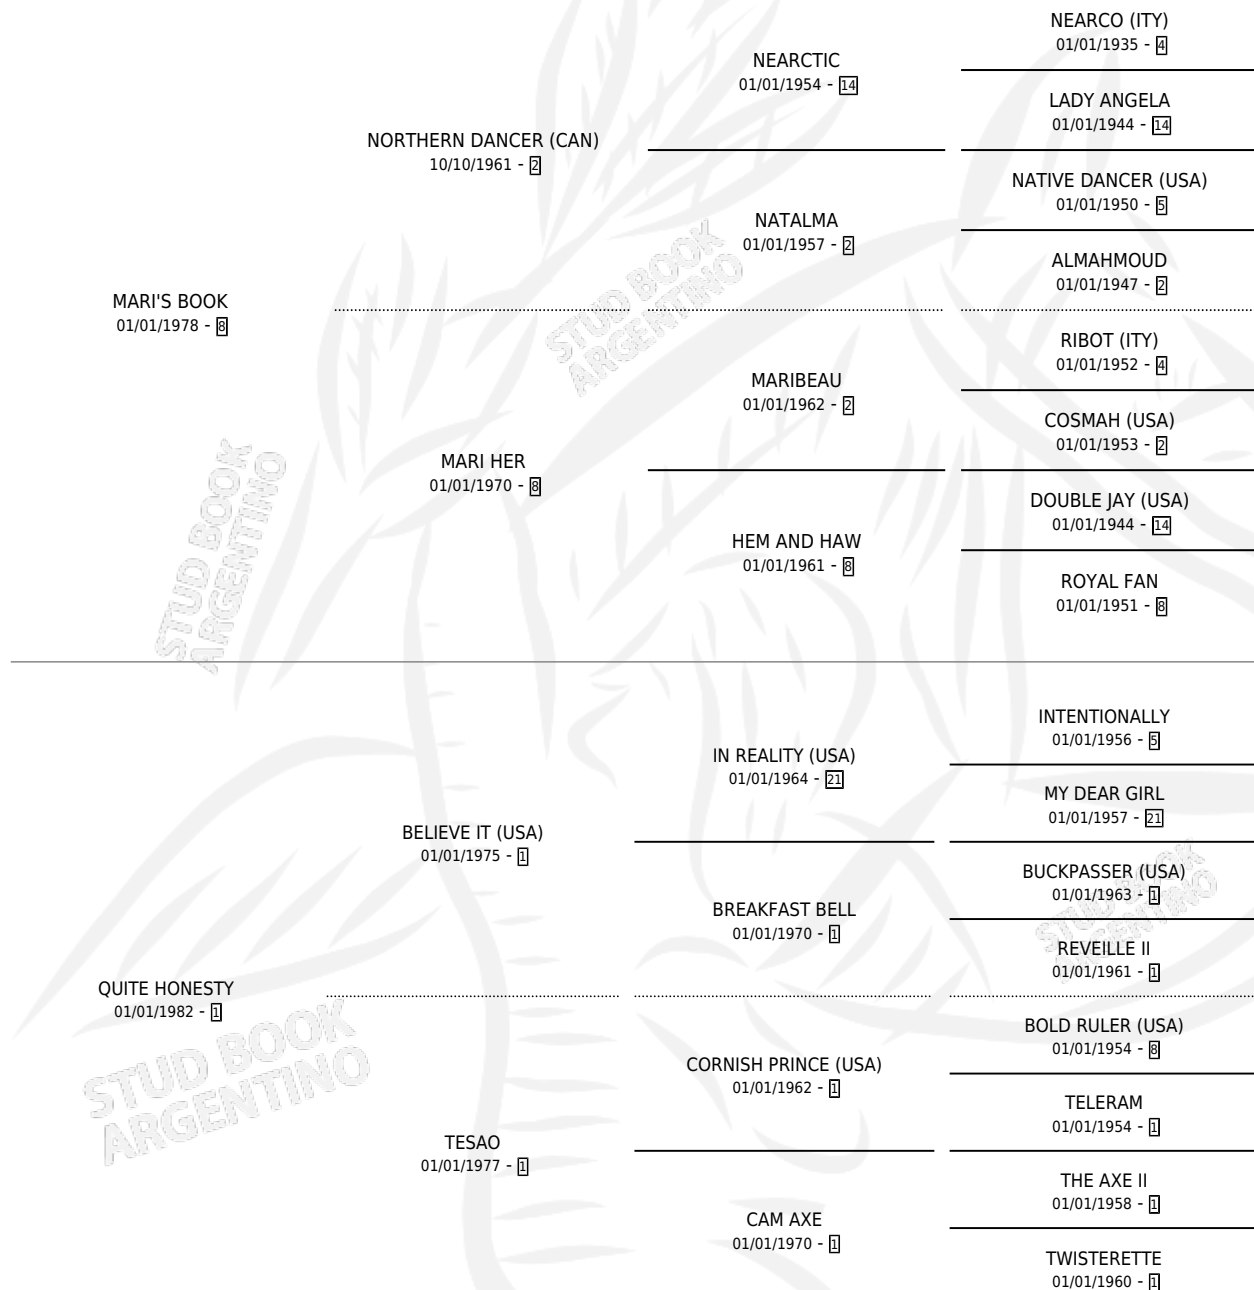 NEARCO (ITY)
01/01/1935 - 4
NEARCTIC
01/01/1954 - 14
LADY ANGELA
01/01/1944 - 14
NORTHERN DANCER (CAN)
10/10/1961 - 2
NATIVE DANCER (USA)
01/01/1950 - 5
NATALMA
01/01/1957 - 2
ALMAHMOUD
01/01/1947 - 2
MARI'S BOOK
01/01/1978 - 8
RIBOT (ITY)
01/01/1952 - 4
MARIBEAU
01/01/1962 - 2
COSMAH (USA)
01/01/1953 - 2
MARI HER
01/01/1970 - 8
DOUBLE JAY (USA)
01/01/1944 - 14
HEM AND HAW
01/01/1961 - 8
ROYAL FAN
01/01/1951 - 8
STUD BOOK
ARGENTINO
STUD BOOK
ARGENTINO
INTENTIONALLY
01/01/1956 - 5
IN REALITY (USA)
01/01/1964 - 21
MY DEAR GIRL
01/01/1957 - 21
BELIEVE IT (USA)
01/01/1975 - 1
BUCKPASSER (USA)
01/01/1963 - 1
BREAKFAST BELL
01/01/1970 - 1
REVEILLE II
01/01/1961 - 1
QUITE HONESTY
01/01/1982 - 1
BOLD RULER (USA)
01/01/1954 - 8
CORNISH PRINCE (USA)
01/01/1962 - 1
TELERAM
01/01/1954 - 1
TESAO
01/01/1977 - 1
THE AXE II
01/01/1958 - 1
CAM AXE
01/01/1970 - 1
TWISTERETTE
01/01/1960 - 1
STUD BOOK
ARGENTINO
STUD BOOK
ARGENTINO